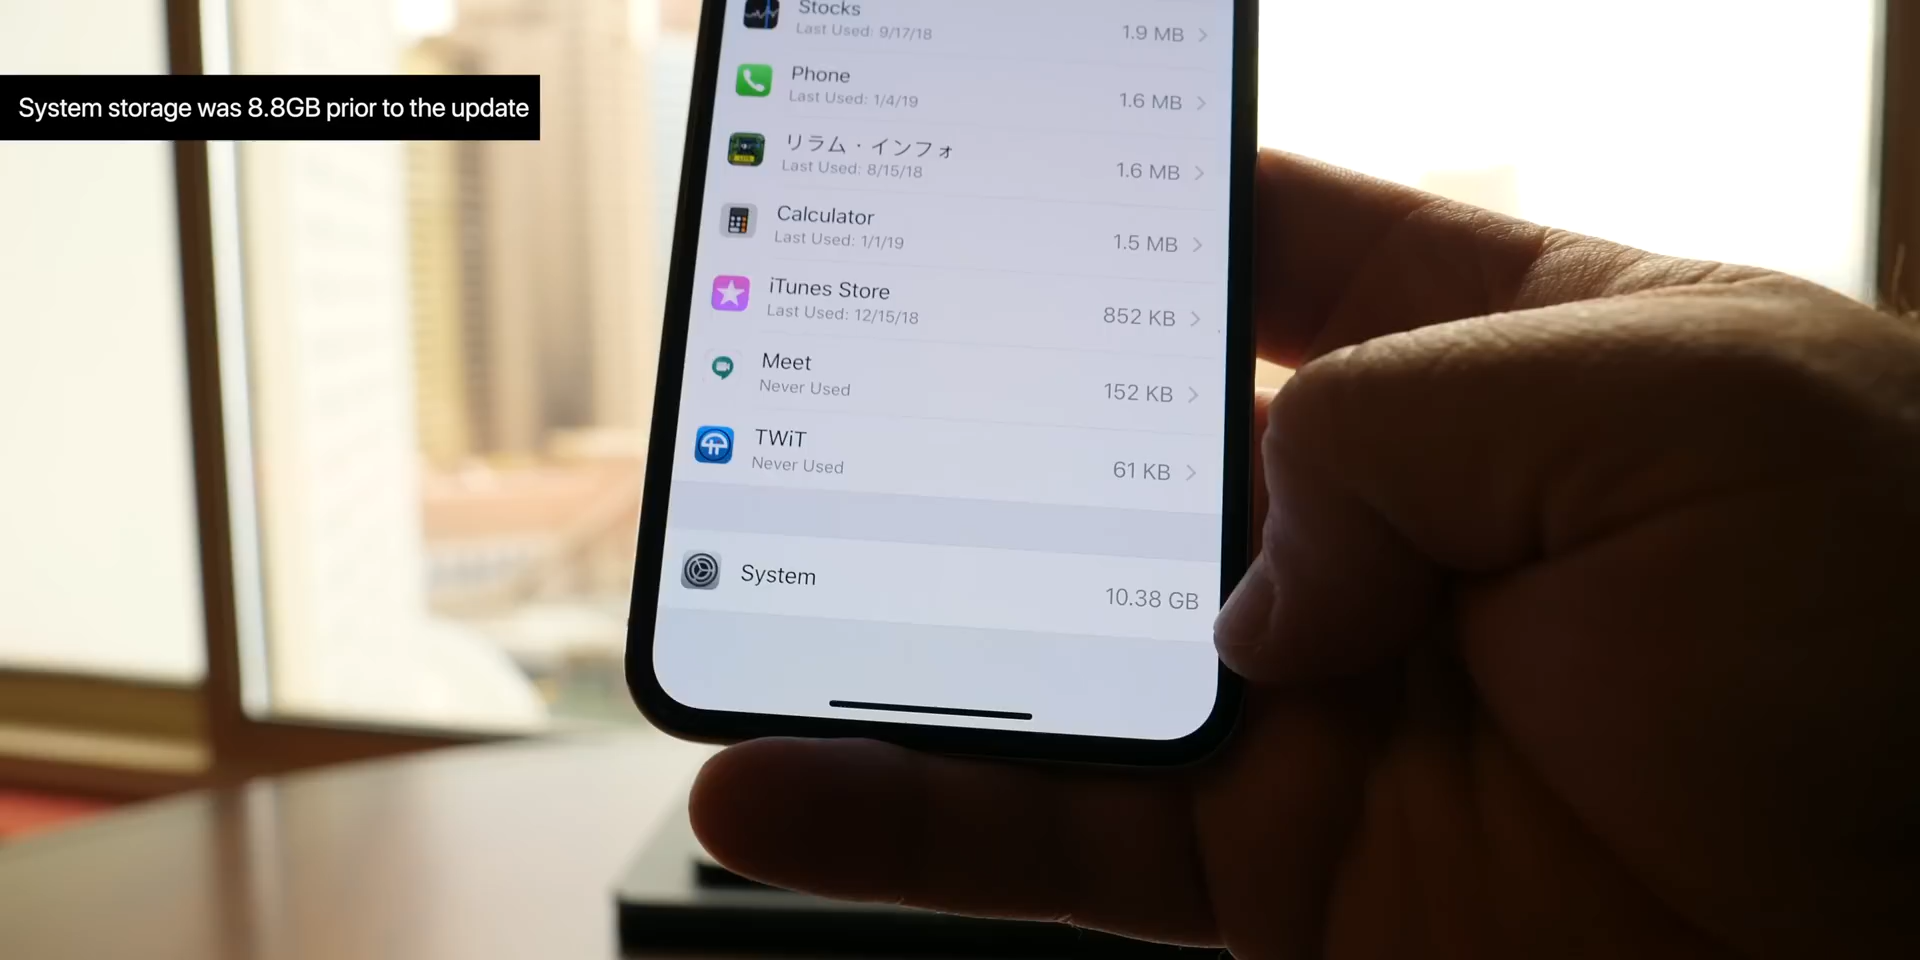 System storage was 8.8GB prior to the update
Stocks
Last Used: 9/17/18
1.9 MB
Phone
Last Used: 1/4/19
1.6 MB
リラム・インフォ
Last Used: 8/15/18
1.6 MB
Calculator
Last Used: 1/1/19
1.5 MB
iTunes Store
Last Used: 12/15/18
852 KB
Meet
Never Used
152 KB
TWiT
Never Used
61 KB
System
10.38 GB